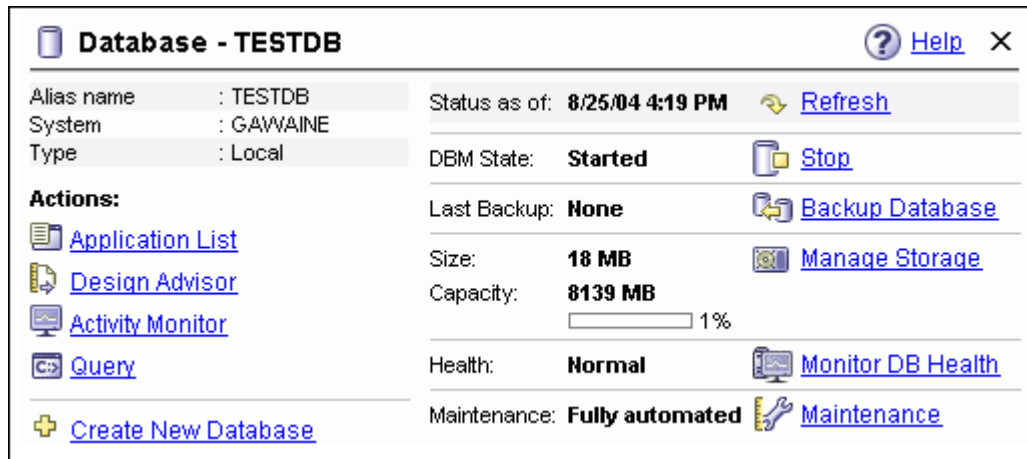 Database - TESTDB
? Help X
Alias name : TESTDB
System : GAWAINE
Type : Local
Actions:
Application List
Design Advisor
Activity Monitor
C:> Query
Create New Database
Status as of: 8/25/04 4:19 PM Refresh
DBM State: Started Stop
Last Backup: None Backup Database
Size: 18 MB Manage Storage
Capacity: 8139 MB
1%
Health: Normal Monitor DB Health
Maintenance: Fully automated Maintenance